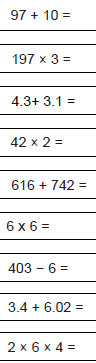 97 + 10 =
197 × 3 =
4.3+ 3.1 =
42 × 2 =
616 + 742 =
6 x 6 =
403 − 6 =
3.4 + 6.02 =
2 × 6 × 4 =